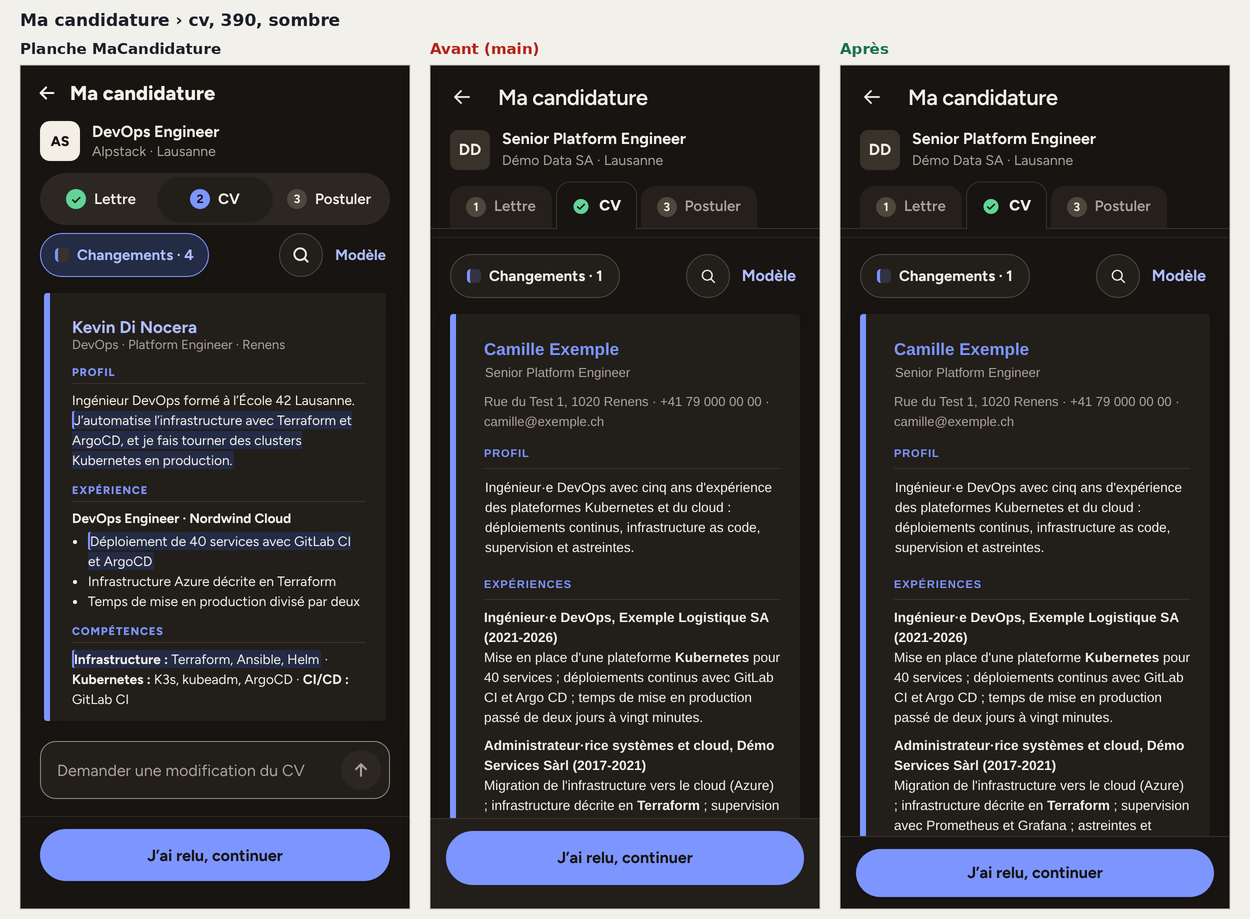 Ma candidature › cv, 390, sombre
Planche MaCandidature
Ma candidature
AS
DevOps Engineer
Alpstack · Lausanne
Lettre
2 CV
3 Postuler
Changements · 4
Modèle
Kevin Di Nocera
DevOps · Platform Engineer · Renens
PROFIL
Ingénieur DevOps formé à l’École 42 Lausanne.
J’automatise l’infrastructure avec Terraform et
ArgoCD, et je fais tourner des clusters
Kubernetes en production.
EXPÉRIENCE
DevOps Engineer · Nordwind Cloud
• Déploiement de 40 services avec GitLab CI
et ArgoCD
• Infrastructure Azure décrite en Terraform
• Temps de mise en production divisé par deux
COMPÉTENCES
Infrastructure : Terraform, Ansible, Helm ·
Kubernetes : K3s, kubeadm, ArgoCD · CI/CD :
GitLab CI
Demander une modification du CV
J’ai relu, continuer
Avant (main)
Ma candidature
DD
Senior Platform Engineer
Démo Data SA · Lausanne
1 Lettre
CV
3 Postuler
Changements · 1
Modèle
Camille Exemple
Senior Platform Engineer
Rue du Test 1, 1020 Renens · +41 79 000 00 00 ·
camille@exemple.ch
PROFIL
Ingénieur·e DevOps avec cinq ans d'expérience
des plateformes Kubernetes et du cloud :
déploiements continus, infrastructure as code,
supervision et astreintes.
EXPÉRIENCES
Ingénieur·e DevOps, Exemple Logistique SA
(2021-2026)
Mise en place d'une plateforme Kubernetes pour
40 services ; déploiements continus avec GitLab
CI et Argo CD ; temps de mise en production
passé de deux jours à vingt minutes.
Administrateur·rice systèmes et cloud, Démo
Services Sàrl (2017-2021)
Migration de l'infrastructure vers le cloud (Azure)
; infrastructure décrite en Terraform ; supervision
J’ai relu, continuer
Après
Ma candidature
DD
Senior Platform Engineer
Démo Data SA · Lausanne
1 Lettre
CV
3 Postuler
Changements · 1
Modèle
Camille Exemple
Senior Platform Engineer
Rue du Test 1, 1020 Renens · +41 79 000 00 00 ·
camille@exemple.ch
PROFIL
Ingénieur·e DevOps avec cinq ans d'expérience
des plateformes Kubernetes et du cloud :
déploiements continus, infrastructure as code,
supervision et astreintes.
EXPÉRIENCES
Ingénieur·e DevOps, Exemple Logistique SA
(2021-2026)
Mise en place d'une plateforme Kubernetes pour
40 services ; déploiements continus avec GitLab
CI et Argo CD ; temps de mise en production
passé de deux jours à vingt minutes.
Administrateur·rice systèmes et cloud, Démo
Services Sàrl (2017-2021)
Migration de l'infrastructure vers le cloud (Azure)
; infrastructure décrite en Terraform ; supervision
avec Prometheus et Grafana ; astreintes et
J’ai relu, continuer